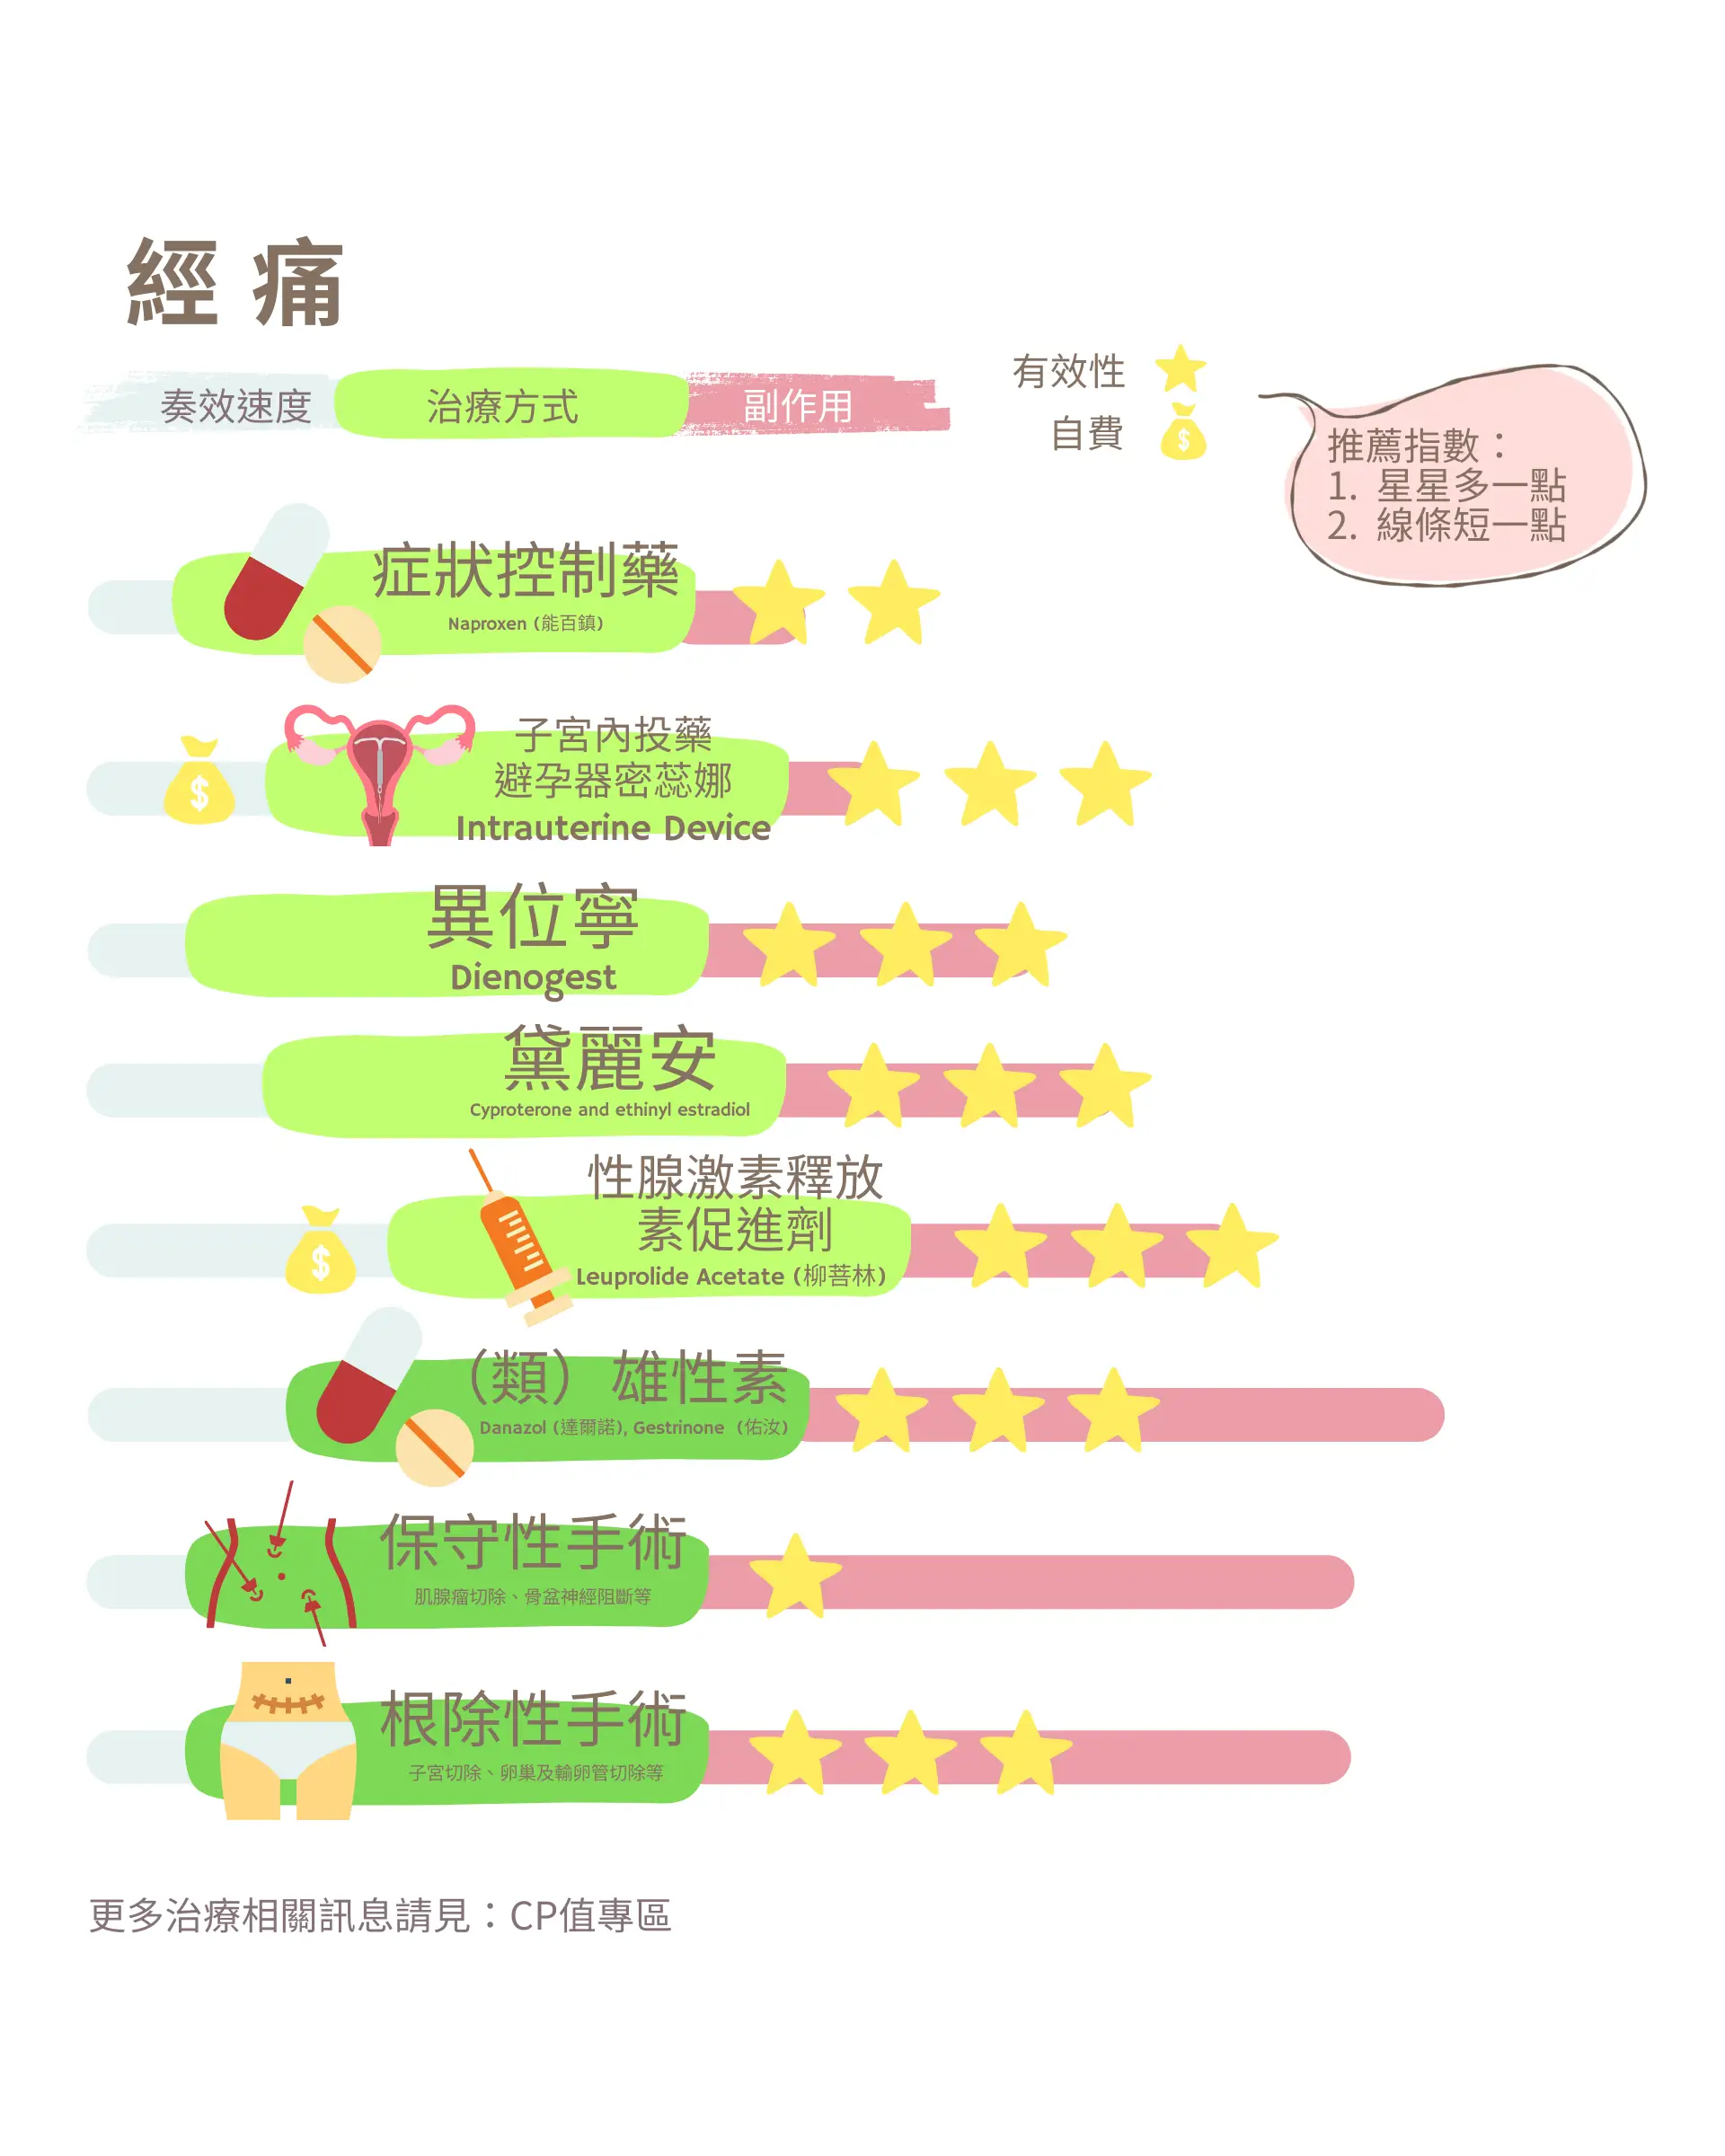 經 痛
奏效速度 治療方式 副作用
有效性
自費
推薦指數：
1. 星星多一點
2. 線條短一點
症狀控制藥
Naproxen (能百鎮)
$
子宮內投藥
避孕器密蕊娜
Intrauterine Device
異位寧
Dienogest
黛麗安
Cyproterone and ethinyl estradiol
$
性腺激素釋放
素促進劑
Leuprolide Acetate (柳菩林)
（類）雄性素
Danazol (達爾諾), Gestrinone （佑汝)
保守性手術
肌腺瘤切除、骨盆神經阻斷等
根除性手術
子宮切除、卵巢及輸卵管切除等
更多治療相關訊息請見：CP值專區